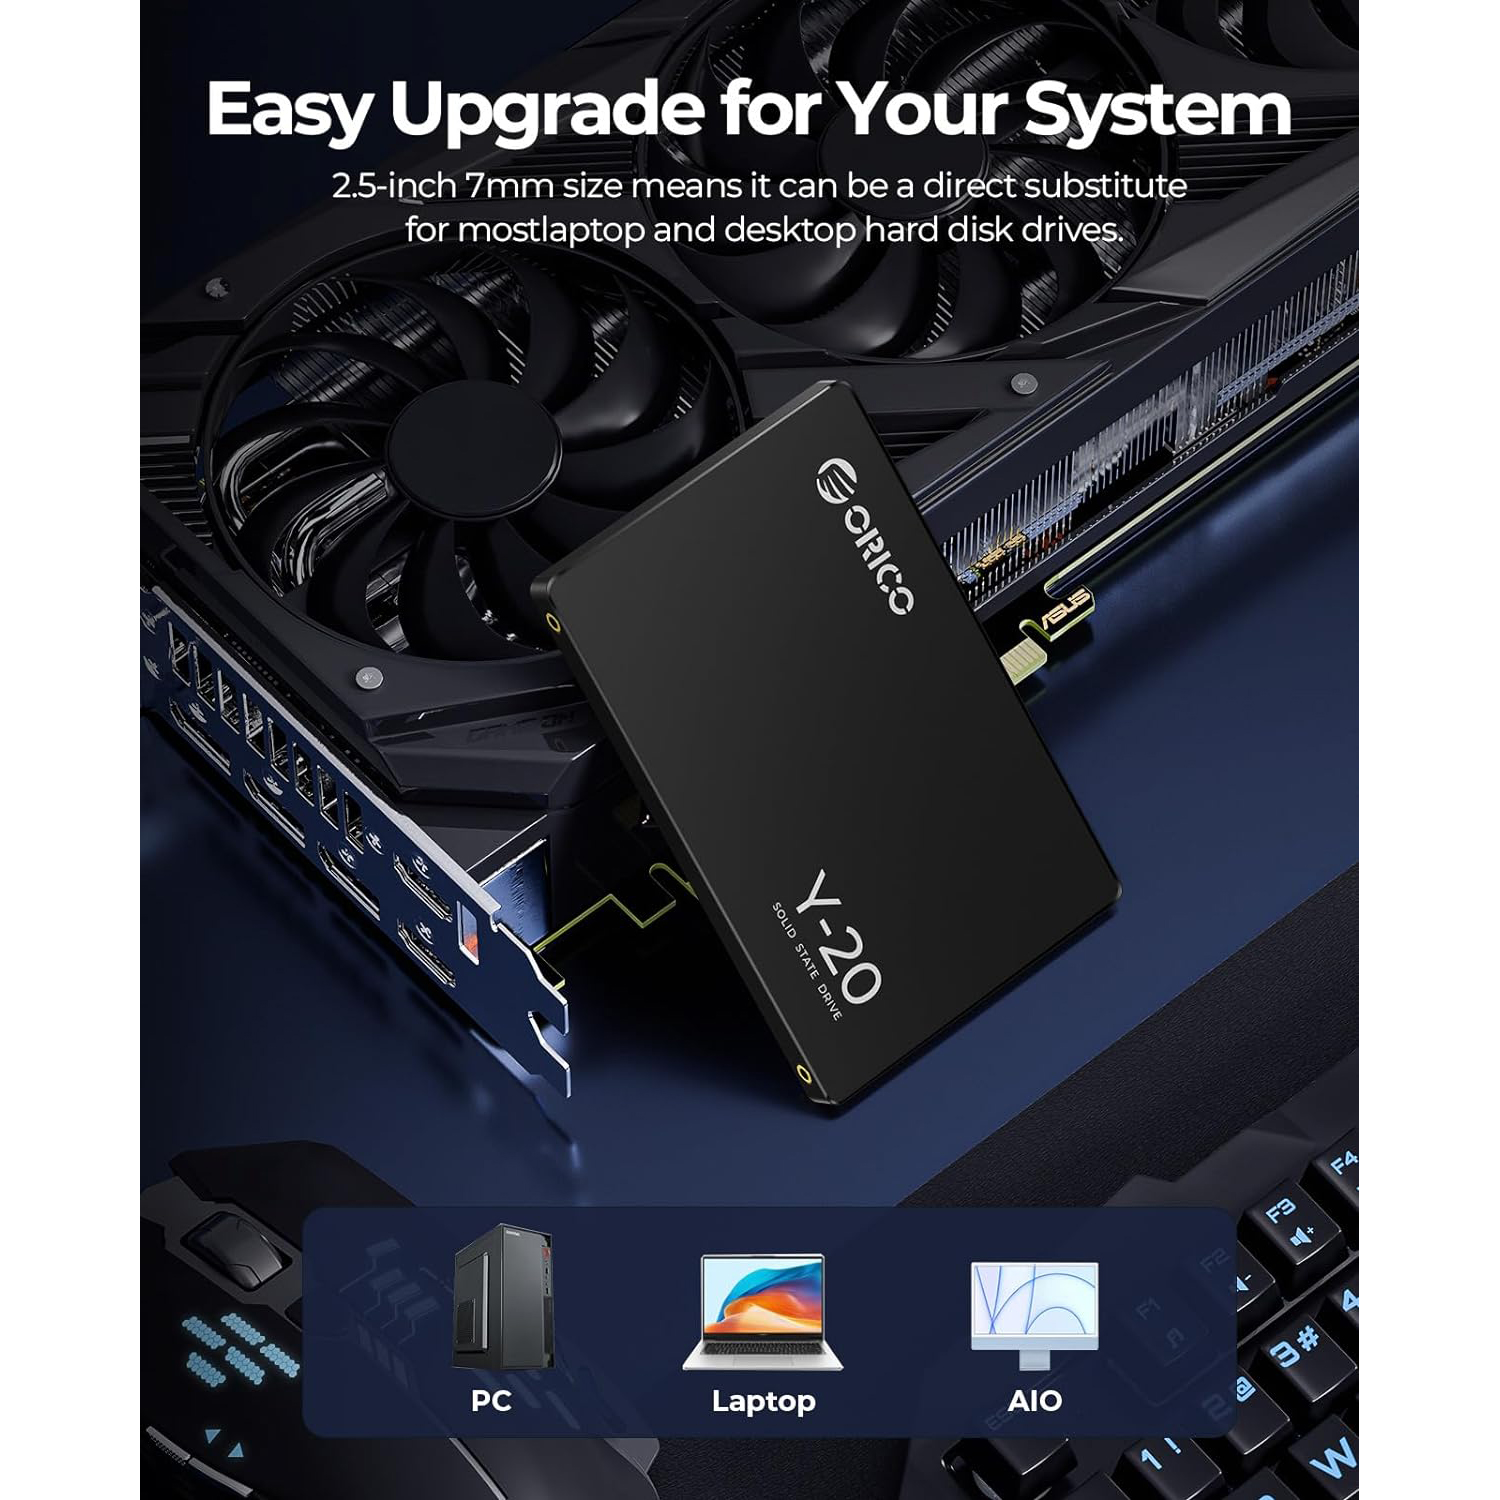 Easy Upgrade for Your System
2.5-inch 7mm size means it can be a direct substitute
for mostlaptop and desktop hard disk drives.
ORICO
ASUS
Y-20
SOLID STATE DRIVE
F4
F3
F2
F1
4
3#
2@
1!
W
ESC
PC
Laptop
AIO